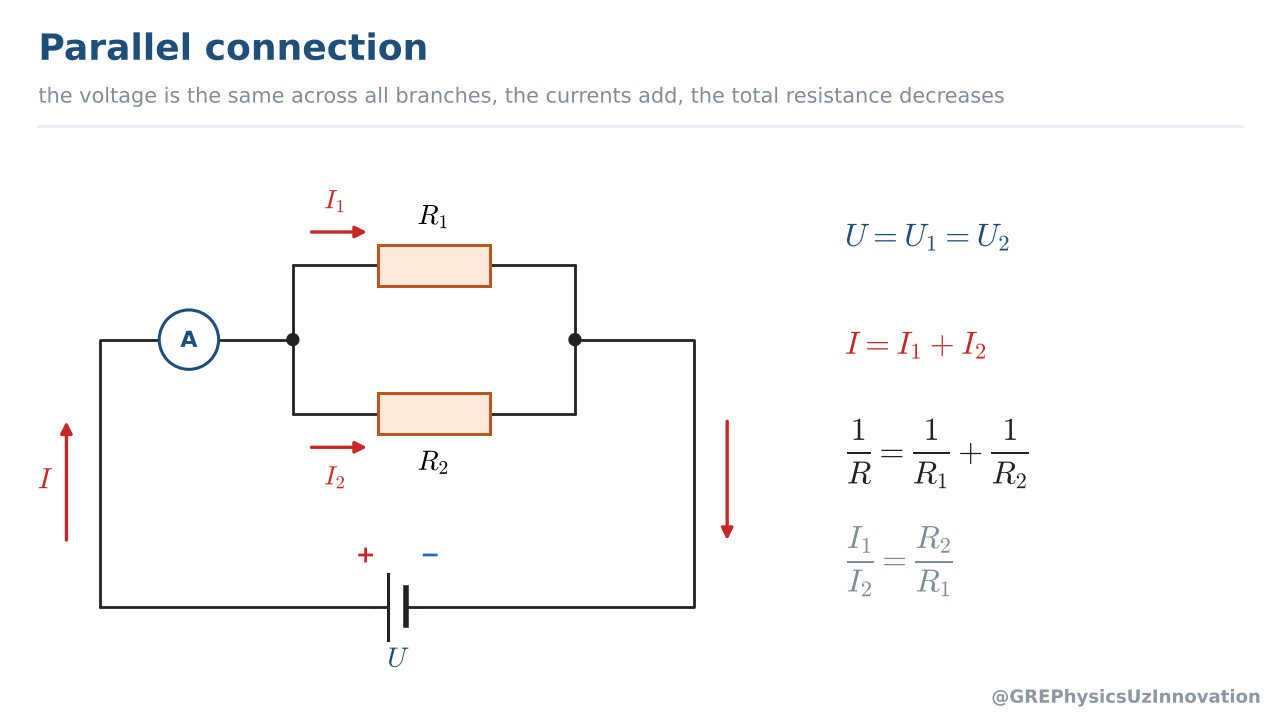 Parallel connection
the voltage is the same across all branches, the currents add, the total resistance decreases
I₁
R₁
U = U₁ = U₂
A
I = I₁ + I₂
1/R = 1/R₁ + 1/R₂
I
I₂
R₂
I₁/I₂ = R₂/R₁
+ −
U
@GREPhysicsUzInnovation